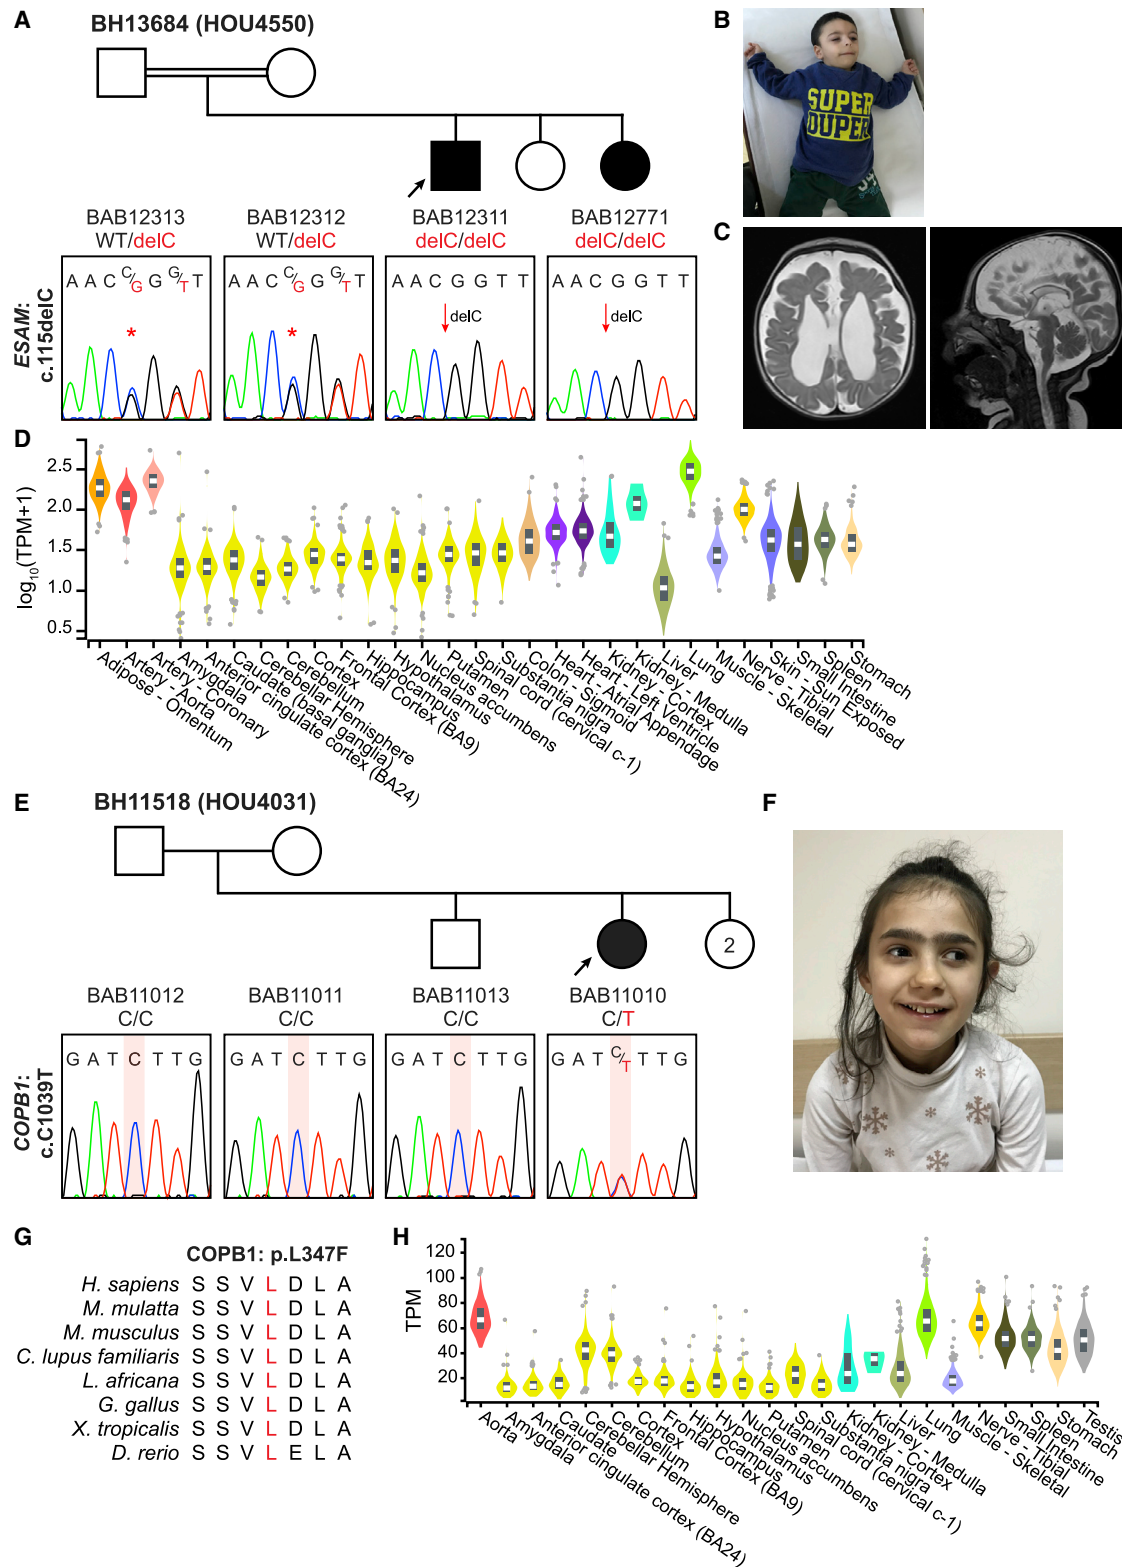 A
BH13684 (HOU4550)
BAB12313
WT/delC
BAB12312
WT/delC
BAB12311
delC/delC
BAB12771
delC/delC
ESAM:
c.115delC
A A C C/G G G/T T
*
A A C C/G G G/T T
*
A A C G G T T
delC
A A C G G T T
delC
B
SUPER
DUPER
C
D
log10(TPM+1)
2.5
2.0
1.5
1.0
0.5
Adipose - Omentum
Artery - Aorta
Artery - Coronary
Amygdala
Anterior cingulate cortex (BA24)
Caudate (basal ganglia)
Cerebellar Hemisphere
Cerebellum
Cortex
Frontal Cortex (BA9)
Hippocampus
Hypothalamus
Nucleus accumbens
Putamen
Spinal cord (cervical c-1)
Substantia nigra
Colon - Sigmoid
Heart - Atrial Appendage
Heart - Left Ventricle
Kidney - Cortex
Kidney - Medulla
Liver
Lung
Muscle - Skeletal
Nerve - Tibial
Skin - Sun Exposed
Small Intestine
Spleen
Stomach
E
BH11518 (HOU4031)
2
BAB11012
C/C
BAB11011
C/C
BAB11013
C/C
BAB11010
C/T
COPB1:
c.C1039T
G A T C T T G
G A T C T T G
G A T C T T G
G A T C/T T T G
F
G
COPB1: p.L347F
H. sapiens S S V L D L A
M. mulatta S S V L D L A
M. musculus S S V L D L A
C. lupus familiaris S S V L D L A
L. africana S S V L D L A
G. gallus S S V L D L A
X. tropicalis S S V L D L A
D. rerio S S V L E L A
H
TPM
120
100
80
60
40
20
Aorta
Amygdala
Anterior cingulate cortex (BA24)
Caudate
Cerebellar Hemisphere
Cerebellum
Cortex
Frontal Cortex (BA9)
Hippocampus
Hypothalamus
Nucleus accumbens
Putamen
Spinal cord (cervical c-1)
Substantia nigra
Kidney - Cortex
Kidney - Medulla
Liver
Lung
Muscle - Skeletal
Nerve - Tibial
Small Intestine
Spleen
Stomach
Testis